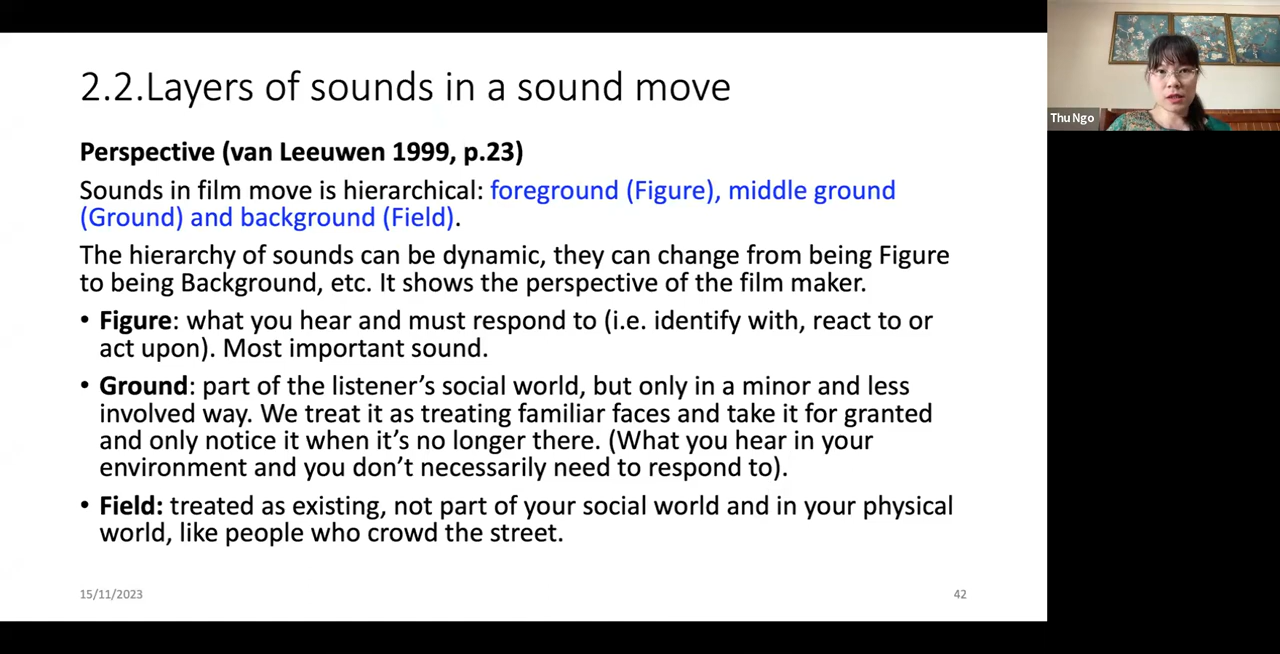 2.2.Layers of sounds in a sound move
Perspective (van Leeuwen 1999, p.23)
Sounds in film move is hierarchical: foreground (Figure), middle ground
(Ground) and background (Field).
The hierarchy of sounds can be dynamic, they can change from being Figure
to being Background, etc. It shows the perspective of the film maker.
• Figure: what you hear and must respond to (i.e. identify with, react to or
act upon). Most important sound.
• Ground: part of the listener’s social world, but only in a minor and less
involved way. We treat it as treating familiar faces and take it for granted
and only notice it when it’s no longer there. (What you hear in your
environment and you don’t necessarily need to respond to).
• Field: treated as existing, not part of your social world and in your physical
world, like people who crowd the street.
15/11/2023
42
Thu Ngo